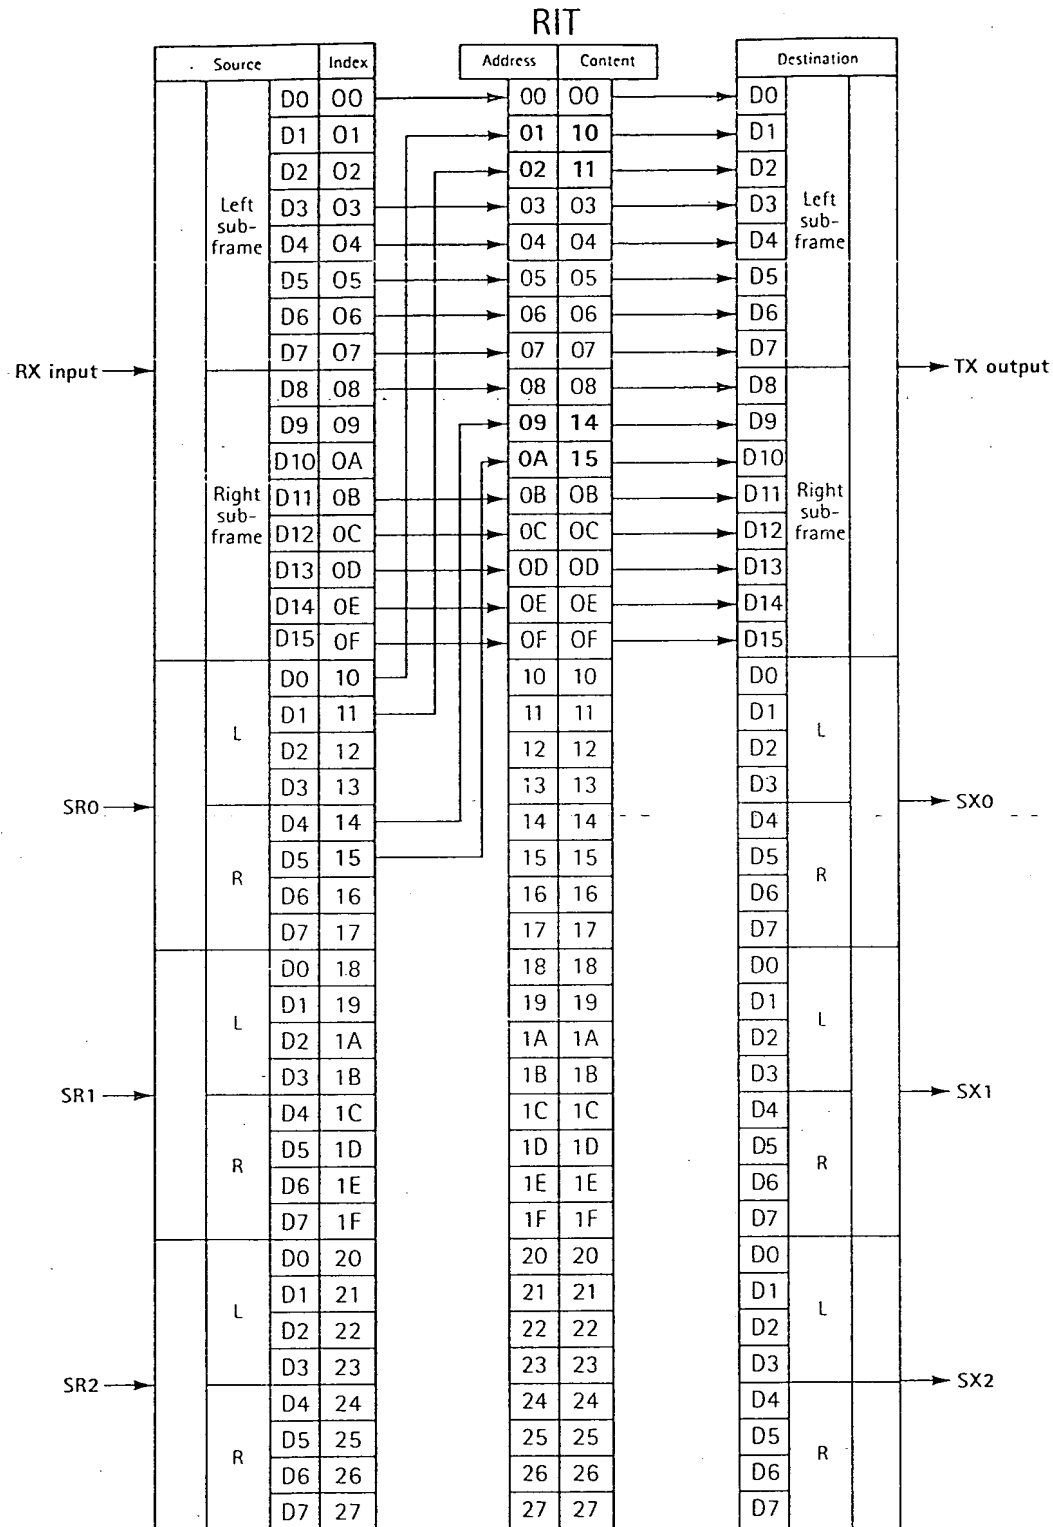 RIT
Source Index Address Content Destination
D0 00 00 00 D0
D1 01 01 10 D1
D2 02 02 11 D2
Left sub-frame D3 03 03 03 D3 Left sub-frame
D4 04 04 04 D4
D5 05 05 05 D5
D6 06 06 06 D6
D7 07 07 07 D7
RX input TX output
D8 08 08 08 D8
D9 09 09 14 D9
D10 0A 0A 15 D10
Right sub-frame D11 0B 0B 0B D11 Right sub-frame
D12 0C 0C 0C D12
D13 0D 0D 0D D13
D14 0E 0E 0E D14
D15 0F 0F 0F D15
D0 10 10 10 D0
D1 11 11 11 D1
L L
D2 12 12 12 D2
D3 13 13 13 D3
SR0 SX0
D4 14 14 14 D4
D5 15 15 15 D5
R R
D6 16 16 16 D6
D7 17 17 17 D7
D0 18 18 18 D0
D1 19 19 19 D1
L L
D2 1A 1A 1A D2
D3 1B 1B 1B D3
SR1 SX1
D4 1C 1C 1C D4
D5 1D 1D 1D D5
R R
D6 1E 1E 1E D6
D7 1F 1F 1F D7
D0 20 20 20 D0
D1 21 21 21 D1
L L
D2 22 22 22 D2
D3 23 23 23 D3
SR2 SX2
D4 24 24 24 D4
D5 25 25 25 D5
R R
D6 26 26 26 D6
D7 27 27 27 D7